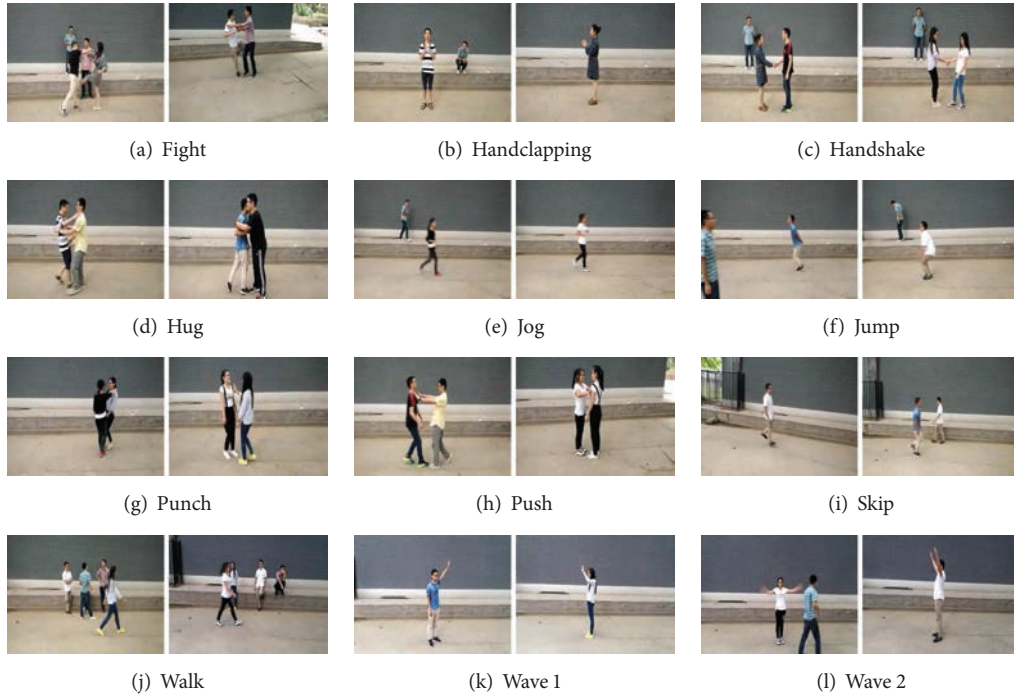 (a) Fight
(b) Handclapping
(c) Handshake
(d) Hug
(e) Jog
(f) Jump
(g) Punch
(h) Push
(i) Skip
(j) Walk
(k) Wave 1
(l) Wave 2